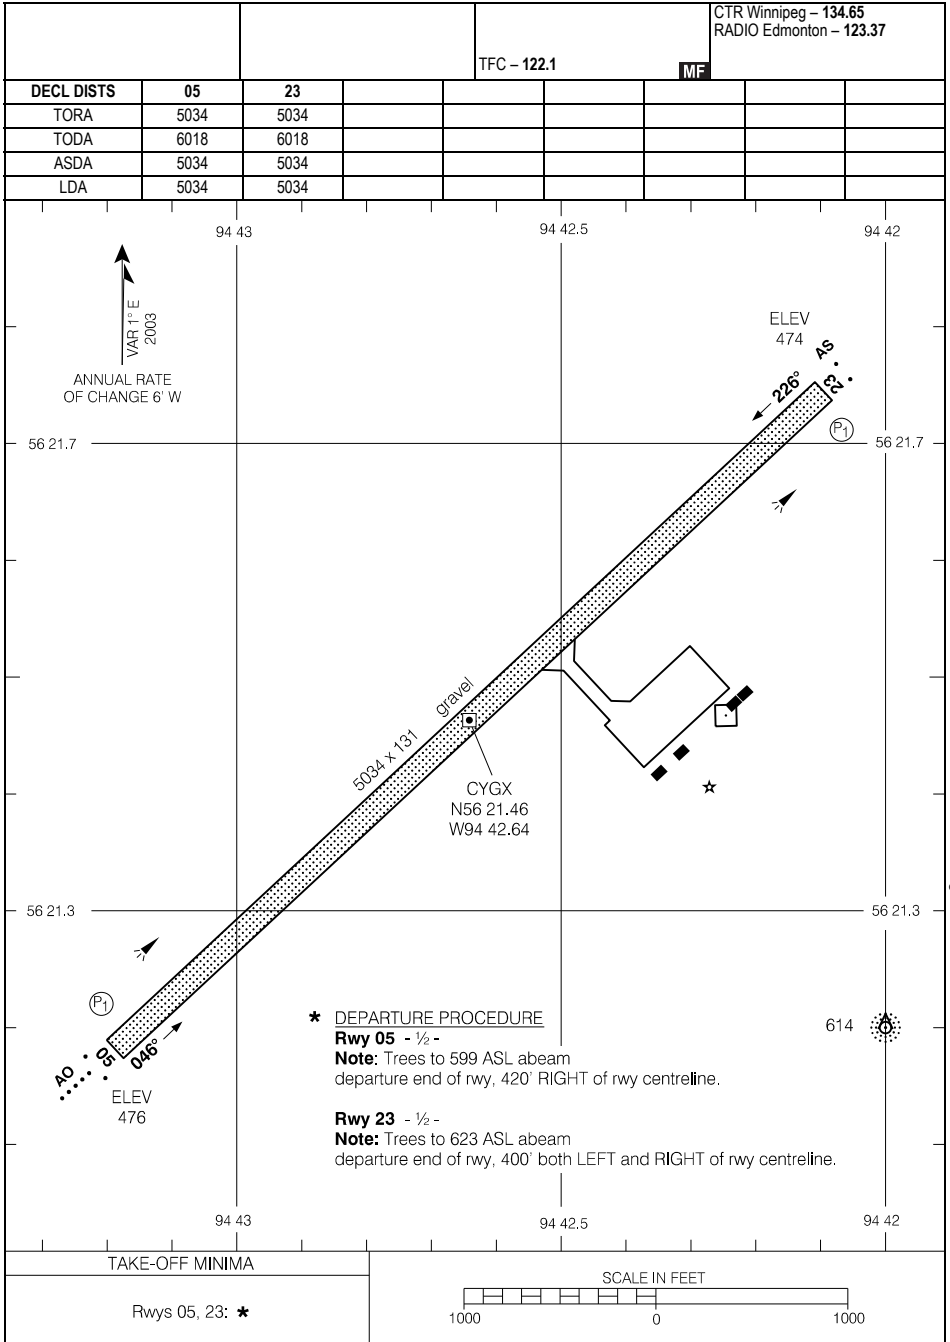 CTR Winnipeg – 134.65
RADIO Edmonton – 123.37
TFC – 122.1
MF
DECL DISTS 05 23
TORA 5034 5034
TODA 6018 6018
ASDA 5034 5034
LDA 5034 5034
94 43 94 42.5 94 42
VAR 1° E
2003
ANNUAL RATE
OF CHANGE 6' W
ELEV
474
AS
23
226°
P1
56 21.7 56 21.7
gravel
5034 x 131
CYGX
N56 21.46
W94 42.64
56 21.3 56 21.3
P1
046°
05
AO
ELEV
476
614
* DEPARTURE PROCEDURE
Rwy 05 - ½ -
Note: Trees to 599 ASL abeam
departure end of rwy, 420' RIGHT of rwy centreline.
Rwy 23 - ½ -
Note: Trees to 623 ASL abeam
departure end of rwy, 400' both LEFT and RIGHT of rwy centreline.
94 43 94 42.5 94 42
TAKE-OFF MINIMA
Rwys 05, 23: *
SCALE IN FEET
1000 0 1000